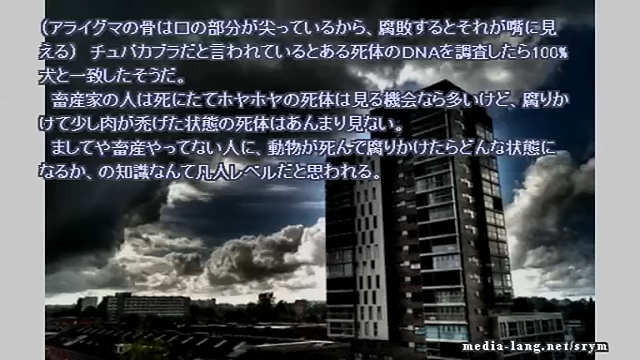 (アライグマの骨は口の部分が尖っているから、腐敗するとそれが嘴に見
える) チュパカブラだと言われているとある死体のDNAを調査したら100%
犬と一致したそうだ。
　畜産家の人は死にたてホヤホヤの死体は見る機会なら多いけど、腐りか
けて少し肉が禿げた状態の死体はあんまり見ない。
　ましてや畜産やってない人に、動物が死んで腐りかけたらどんな状態に
なるか、の知識なんて凡人レベルだと思われる。
media-lang.net/srym